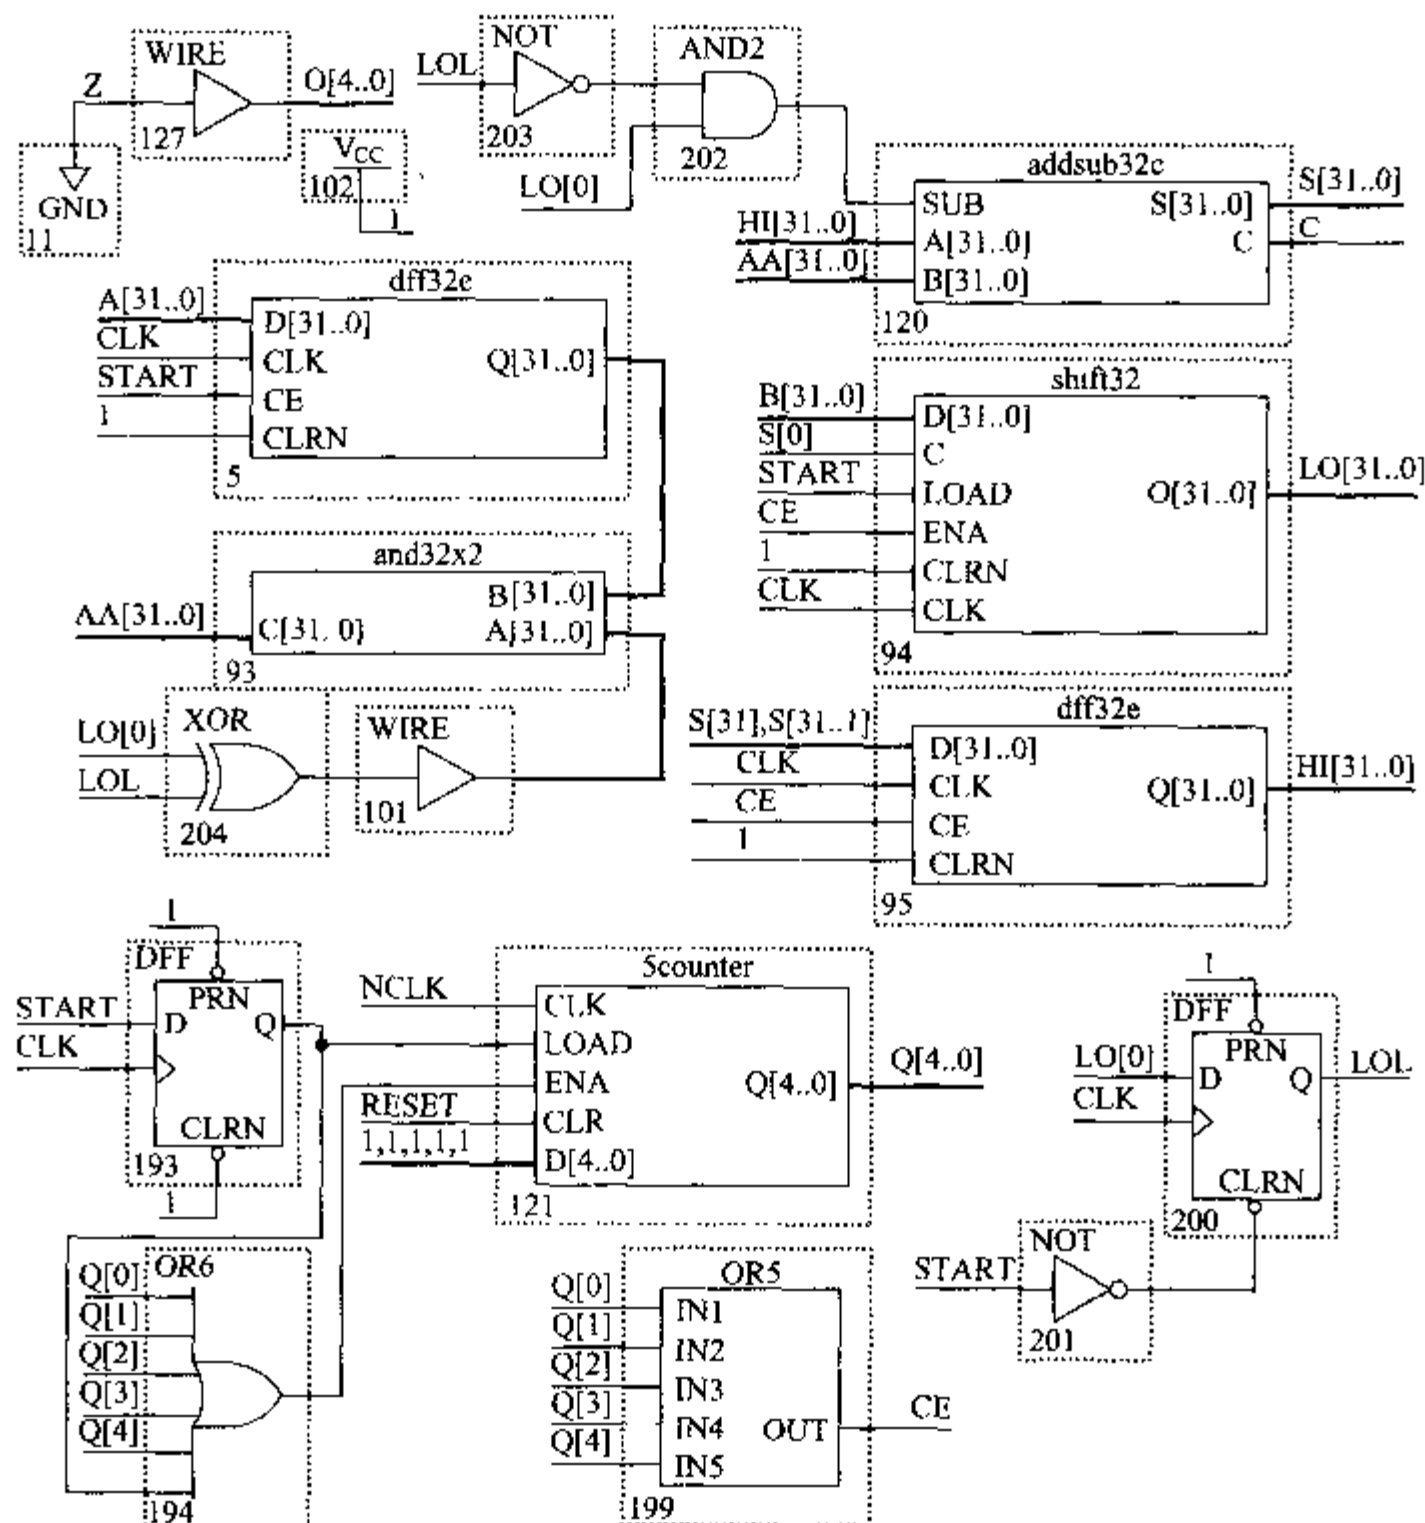 WIRE
Z
O[4..0]
127
GND
11
VCC
102
1
LOL
NOT
203
AND2
202
LO[0]
addsub32c
SUB
A[31..0]
B[31..0]
S[31..0]
C
HI[31..0]
AA[31..0]
S[31..0]
C
120
dff32e
A[31..0]
CLK
START
1
D[31..0]
CLK
CE
CLRN
Q[31..0]
5
shift32
B[31..0]
S[0]
START
CE
1
CLK
D[31..0]
C
LOAD
ENA
CLRN
CLK
O[31..0]
LO[31..0]
94
and32x2
AA[31..0]
C[31..0]
B[31..0]
A[31..0]
93
XOR
LO[0]
LOL
204
WIRE
101
dff32e
S[31],S[31..1]
CLK
CE
1
D[31..0]
CLK
CE
CLRN
Q[31..0]
HI[31..0]
95
1
DFF
START
CLK
PRN
D
Q
CLRN
193
1
5counter
NCLK
RESET
1,1,1,1,1
CLK
LOAD
ENA
CLR
D[4..0]
Q[4..0]
Q[4..0]
121
1
DFF
LO[0]
CLK
PRN
D
Q
LOL
CLRN
200
NOT
START
201
OR6
Q[0]
Q[1]
Q[2]
Q[3]
Q[4]
194
OR5
Q[0]
Q[1]
Q[2]
Q[3]
Q[4]
IN1
IN2
IN3
IN4
IN5
OUT
CE
199